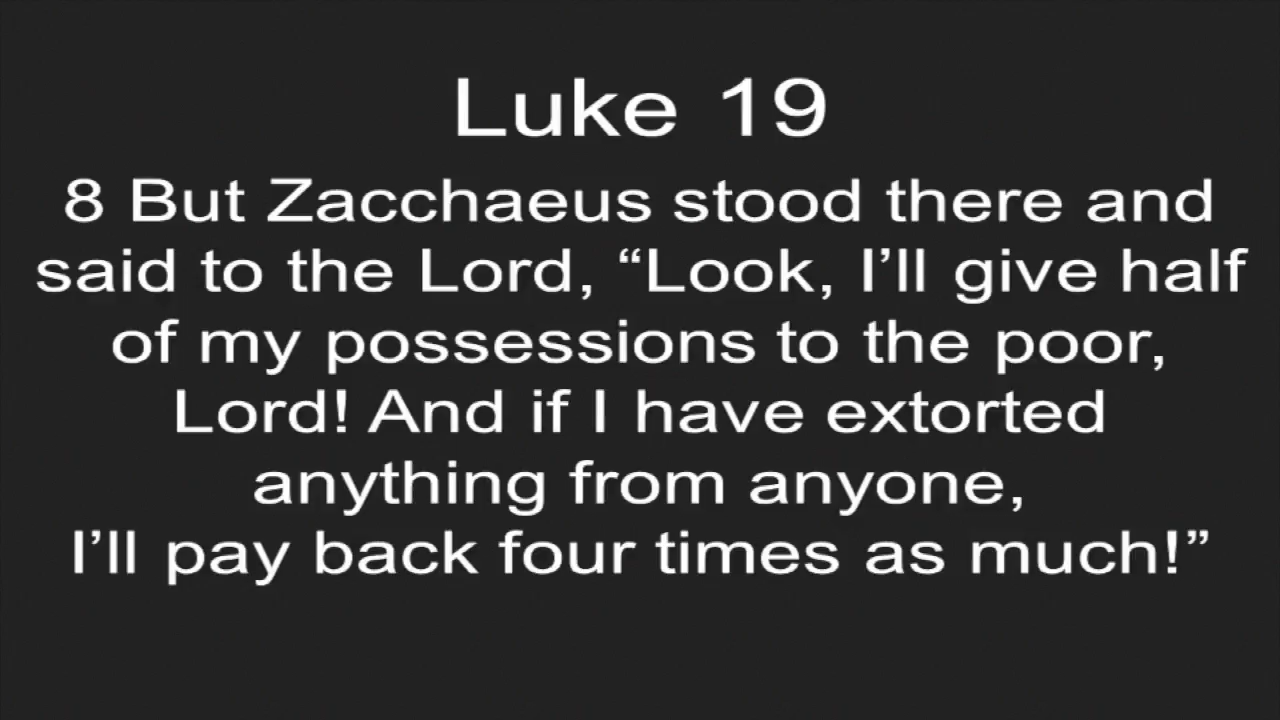 Luke 19
8 But Zacchaeus stood there and
said to the Lord, “Look, I’ll give half
of my possessions to the poor,
Lord! And if I have extorted
anything from anyone,
I’ll pay back four times as much!”